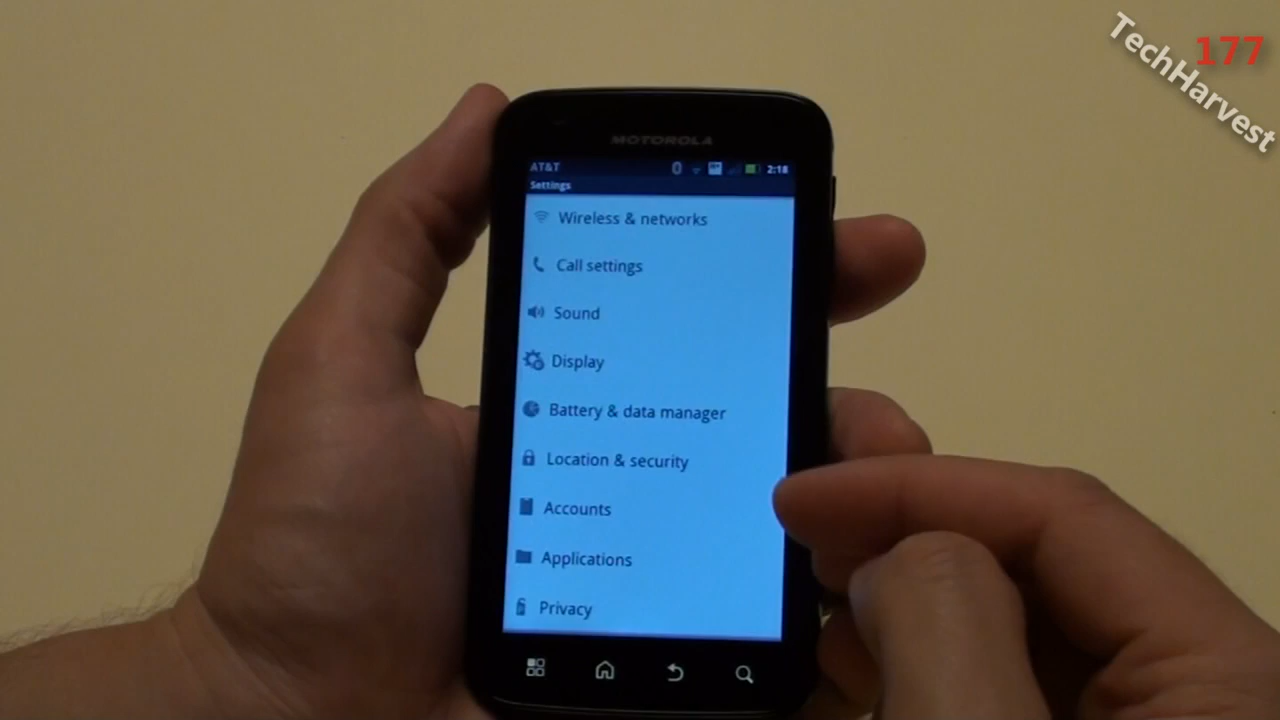 177
TechHarvest
MOTOROLA
AT&T
2:18
Settings
Wireless & networks
Call settings
Sound
Display
Battery & data manager
Location & security
Accounts
Applications
Privacy